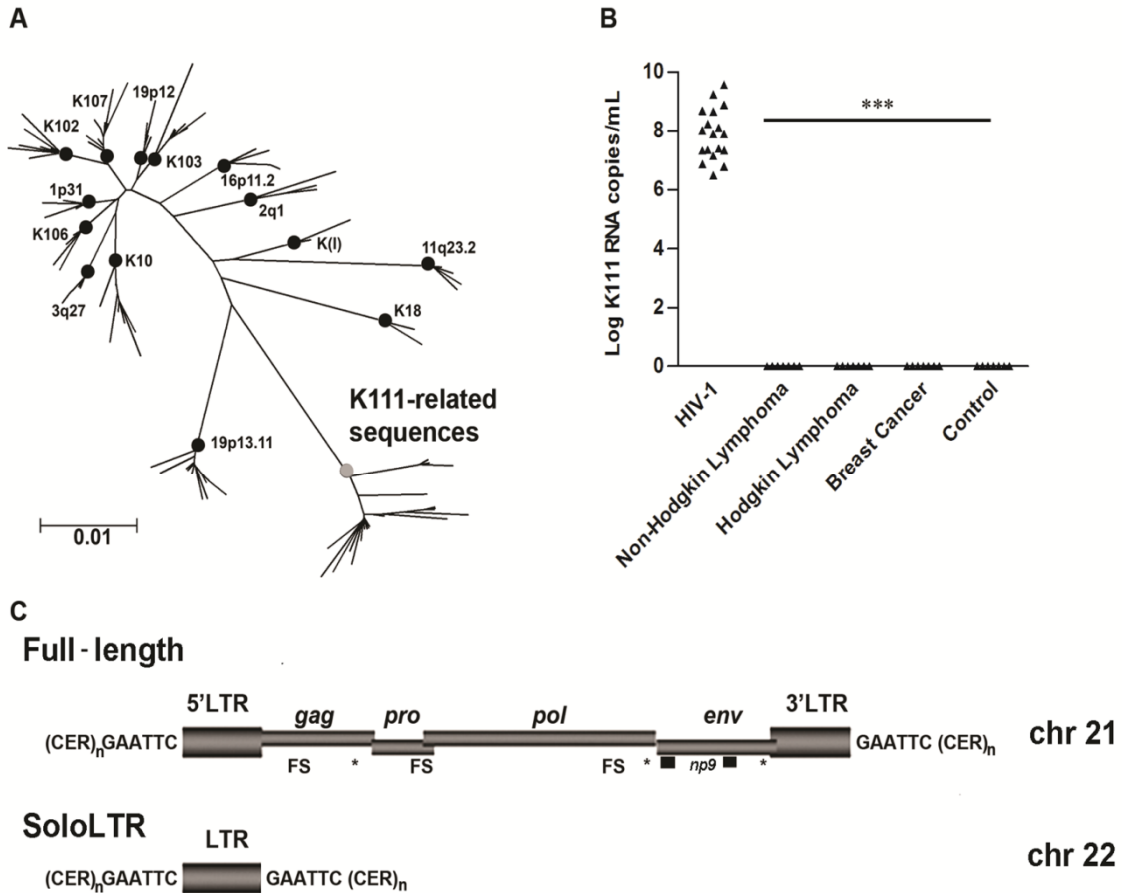 A
K107
19p12
K102
K103
16p11.2
1p31
2q1
K106
K(I)
11q23.2
K10
3q27
K18
K111-related
sequences
19p13.11
0.01
B
Log K111 RNA copies/mL
10
8
6
4
2
0
***
HIV-1
Non-Hodgkin Lymphoma
Hodgkin Lymphoma
Breast Cancer
Control
C
Full-length
5'LTR gag pro pol env 3'LTR
(CER)nGAATTC GAATTC (CER)n chr 21
FS * FS FS * np9 *
SoloLTR
LTR
(CER)nGAATTC GAATTC (CER)n chr 22